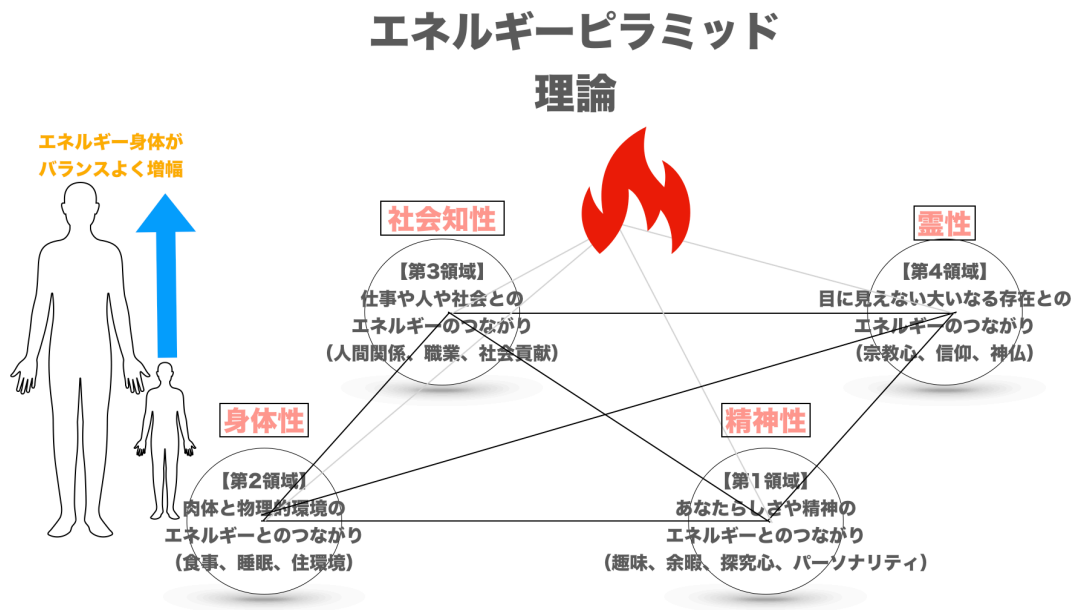 エネルギーピラミッド
理論
エネルギー身体が
バランスよく増幅
社会知性
【第3領域】
仕事や人や社会との
エネルギーのつながり
（人間関係、職業、社会貢献）
霊性
【第4領域】
目に見えない大いなる存在との
エネルギーのつながり
（宗教心、信仰、神仏）
身体性
【第2領域】
肉体と物理的環境の
エネルギーとのつながり
（食事、睡眠、住環境）
精神性
【第1領域】
あなたらしさや精神の
エネルギーとのつながり
（趣味、余暇、探究心、パーソナリティ）